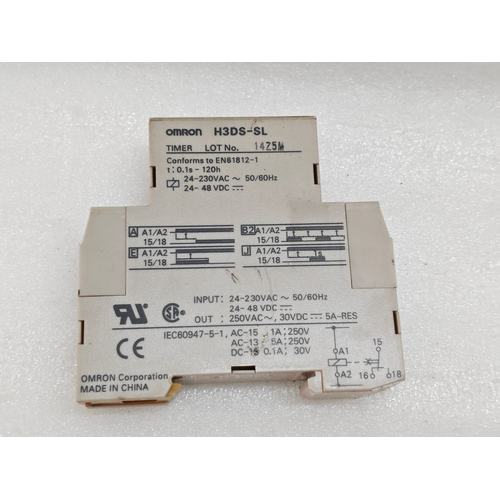 OMRON H3DS-SL
TIMER LOT No. 1425M
Conforms to EN61812-1
t: 0.1s - 120h
24-230VAC ~ 50/60Hz
24- 48 VDC ⎓
A A1/A2 B2 A1/A2
15/18 15/18
E A1/A2 J A1/A2
15/18 15/18
INPUT: 24-230VAC ~ 50/60Hz
24- 48 VDC ⎓
OUT : 250VAC~, 30VDC ⎓ 5A-RES
IEC60947-5-1, AC-15 1A; 250V
AC-13 5A; 250V
DC-13 0.1A; 30V
OMRON Corporation
MADE IN CHINA
A1 15
A2 16 18